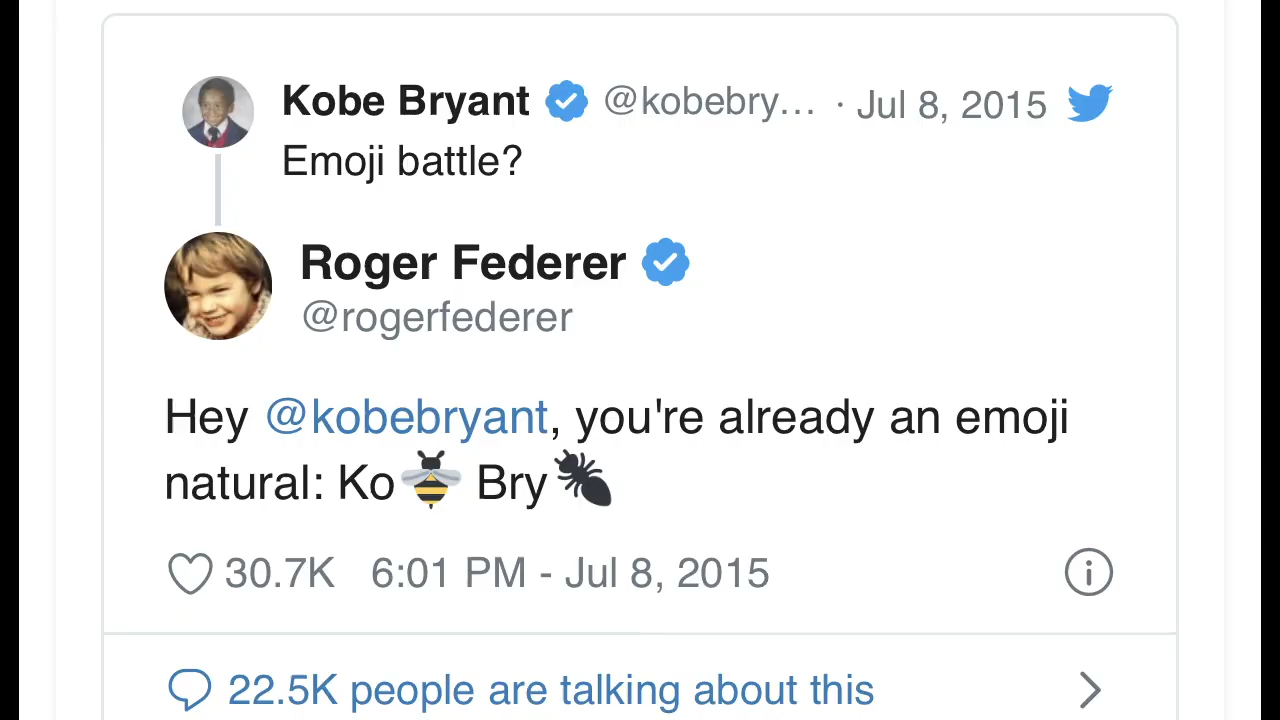 Kobe Bryant @kobebry… · Jul 8, 2015
Emoji battle?
Roger Federer
@rogerfederer
Hey @kobebryant, you're already an emoji
natural: Ko🐝 Bry🐜
30.7K 6:01 PM - Jul 8, 2015
22.5K people are talking about this